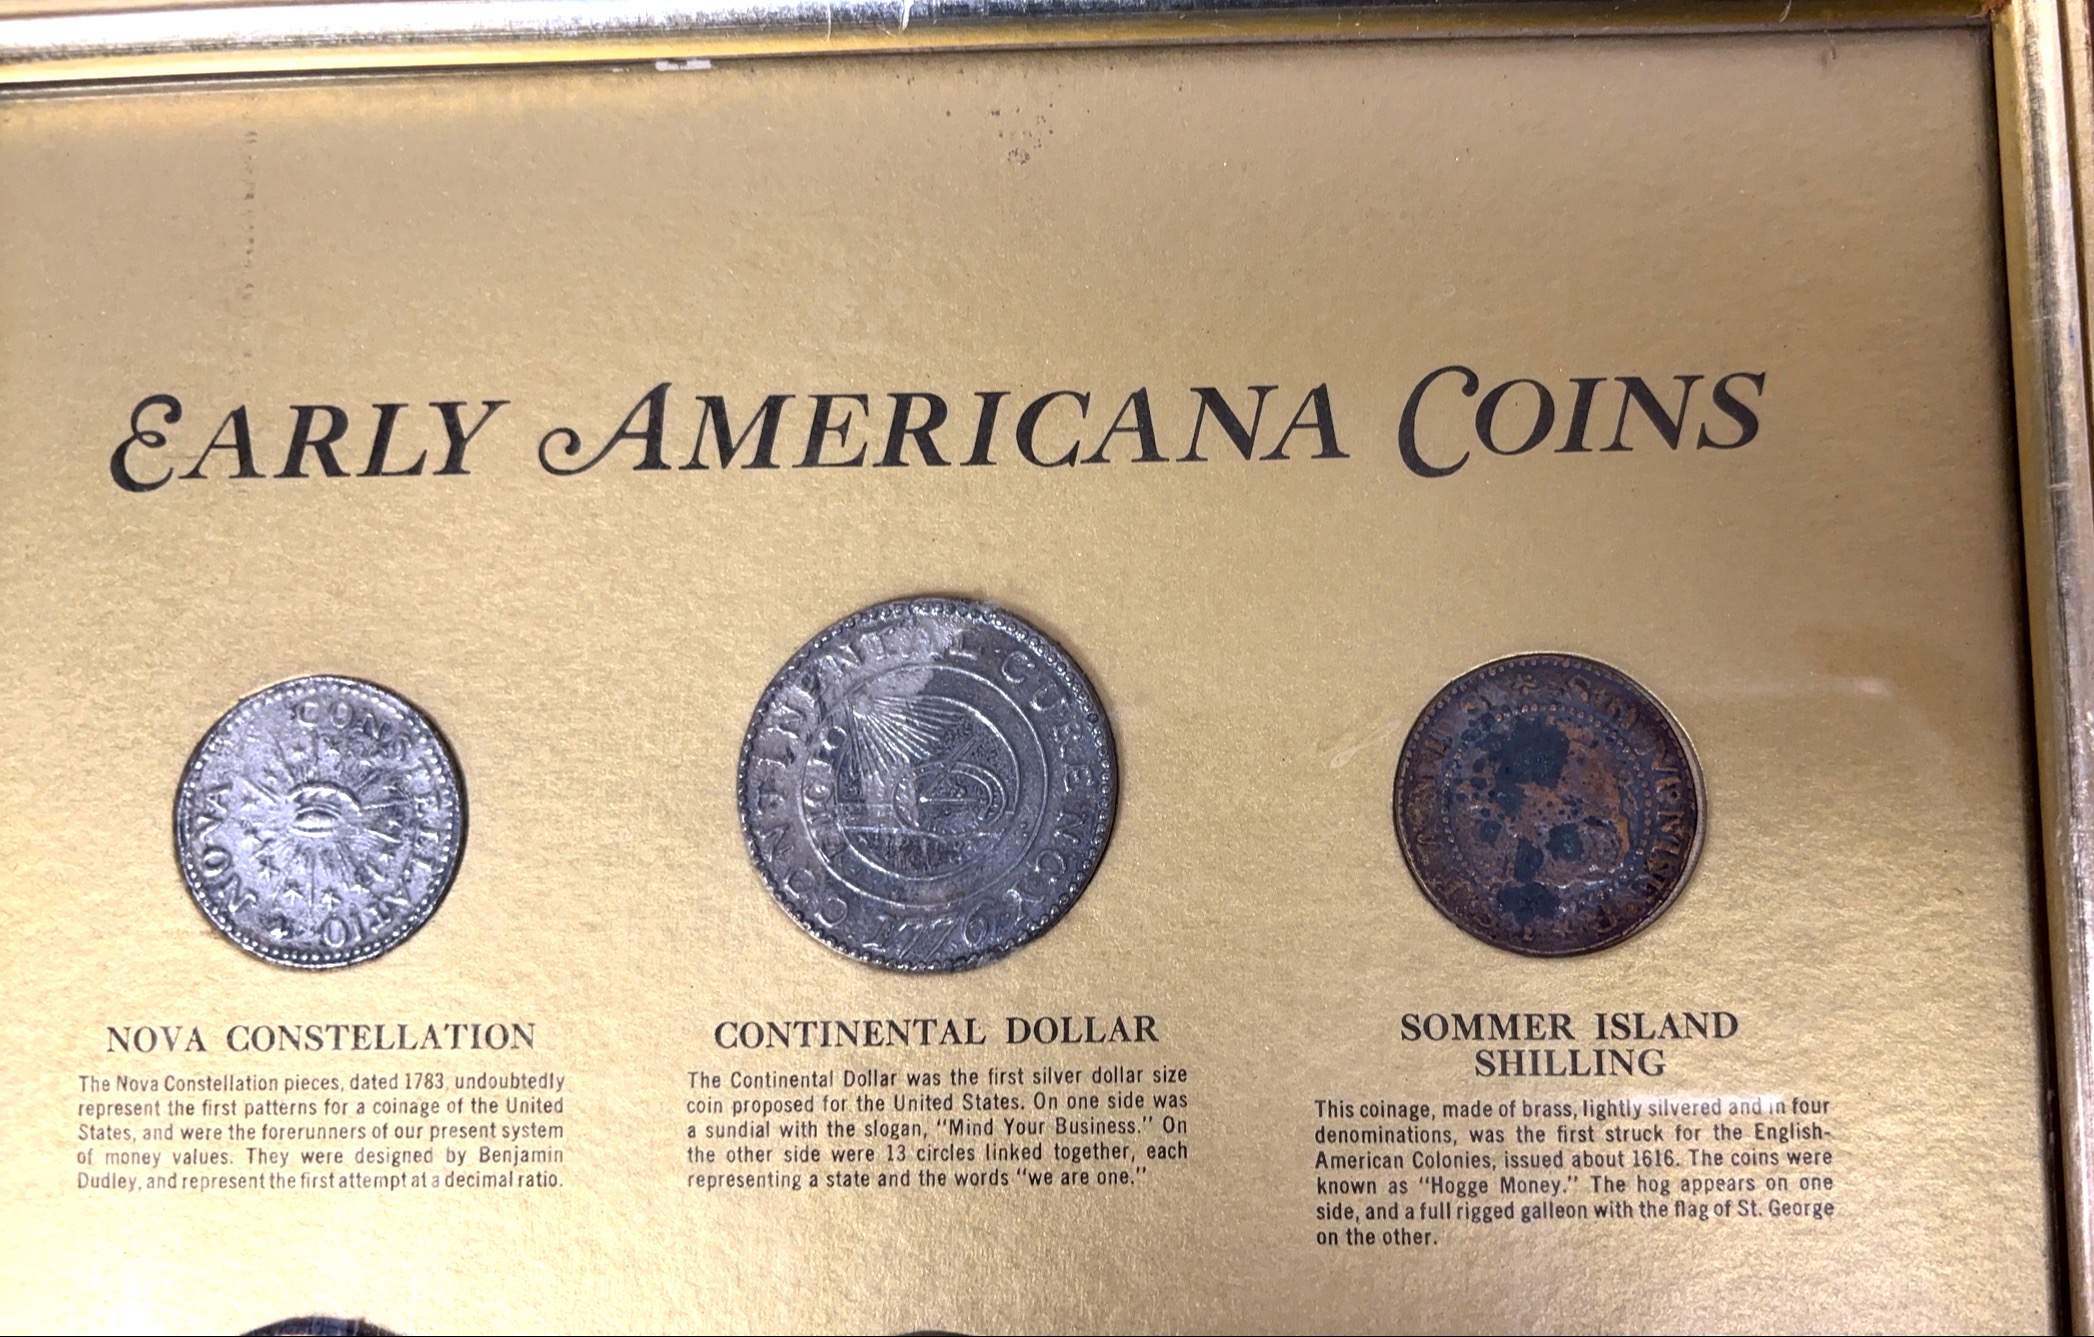 EARLY AMERICANA COINS
NOVA CONSTELLATIO
CONTINENTAL CURRENCY
FUGIO
1776
NOVA CONSTELLATION
The Nova Constellation pieces, dated 1783, undoubtedly
represent the first patterns for a coinage of the United
States, and were the forerunners of our present system
of money values. They were designed by Benjamin
Dudley, and represent the first attempt at a decimal ratio.
CONTINENTAL DOLLAR
The Continental Dollar was the first silver dollar size
coin proposed for the United States. On one side was
a sundial with the slogan, "Mind Your Business." On
the other side were 13 circles linked together, each
representing a state and the words "we are one."
SOMMER ISLAND
SHILLING
This coinage, made of brass, lightly silvered and in four
denominations, was the first struck for the English-
American Colonies, issued about 1616. The coins were
known as "Hogge Money." The hog appears on one
side, and a full rigged galleon with the flag of St. George
on the other.